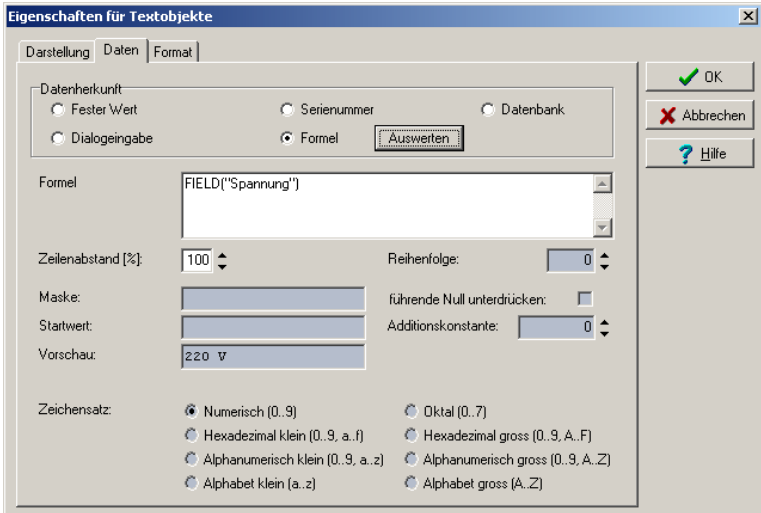 Eigenschaften für Textobjekte
Darstellung Daten Format
OK
Abbrechen
Hilfe
Datenherkunft
Fester Wert Serienummer Datenbank
Dialogeingabe Formel Auswerten
Formel FIELD("Spannung")
Zeilenabstand [%]: 100 Reihenfolge: 0
Maske: führende Null unterdrücken:
Startwert: Additionskonstante: 0
Vorschau: 220 V
Zeichensatz: Numerisch (0..9) Oktal (0..7)
Hexadezimal klein (0..9, a..f) Hexadezimal gross (0..9, A..F)
Alphanumerisch klein (0..9, a..z) Alphanumerisch gross (0..9, A..Z)
Alphabet klein (a..z) Alphabet gross (A..Z)